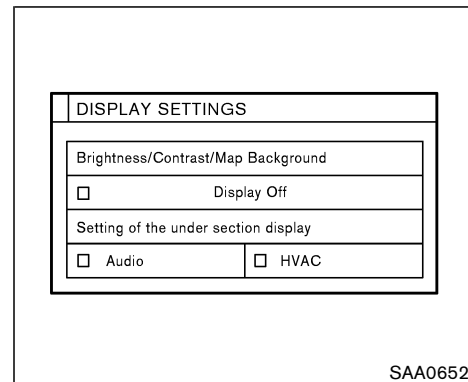 DISPLAY SETTINGS
Brightness/Contrast/Map Background
Display Off
Setting of the under section display
Audio HVAC
SAA0652